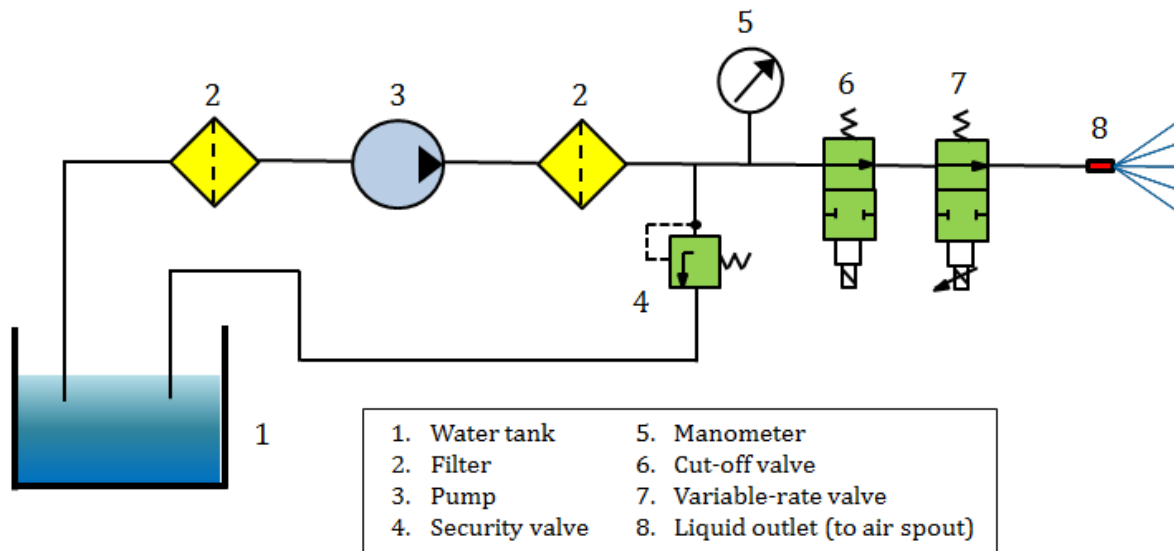 5
2
3
2
6
7
8
4
1
1. Water tank
2. Filter
3. Pump
4. Security valve
5. Manometer
6. Cut-off valve
7. Variable-rate valve
8. Liquid outlet (to air spout)